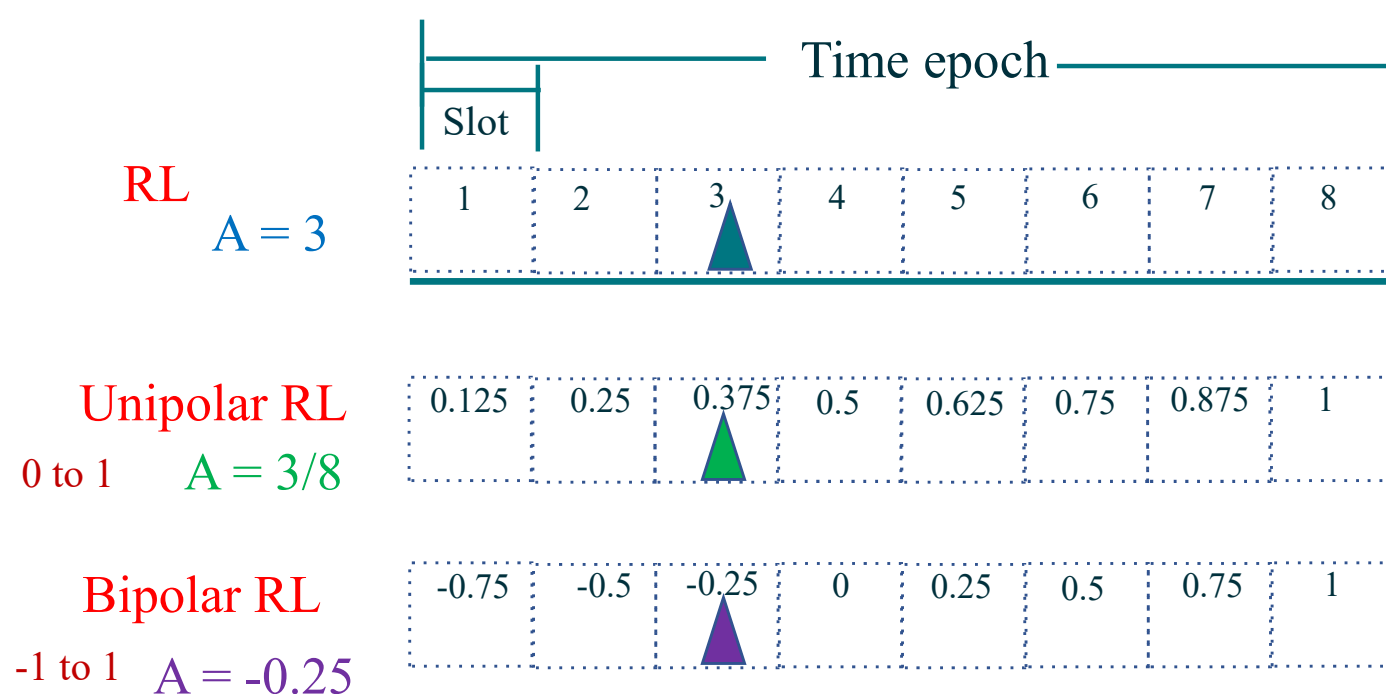 Time epoch
Slot
RL
A = 3
1 2 3 4 5 6 7 8
Unipolar RL
0 to 1 A = 3/8
0.125 0.25 0.375 0.5 0.625 0.75 0.875 1
Bipolar RL
-1 to 1 A = -0.25
-0.75 -0.5 -0.25 0 0.25 0.5 0.75 1